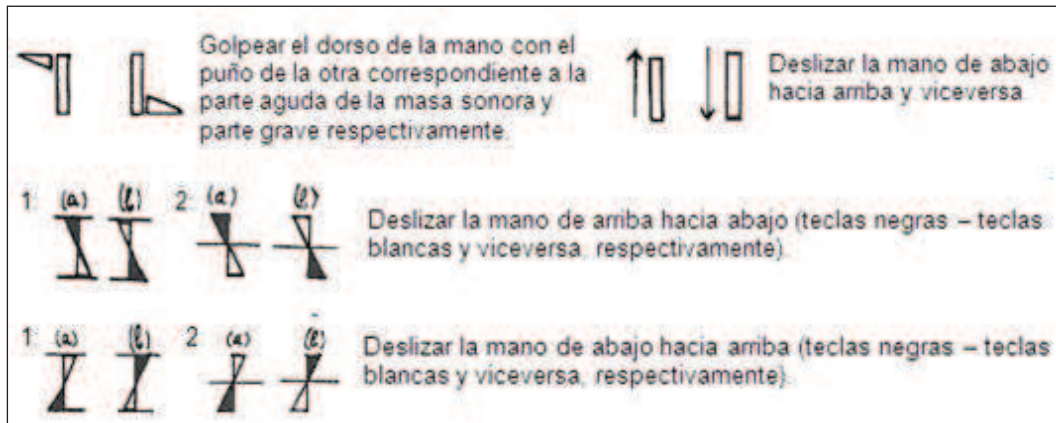 Golpear el dorso de la mano con el
puño de la otra correspondiente a la
parte aguda de la masa sonora y
parte grave respectivamente.
Deslizar la mano de abajo
hacia arriba y viceversa
1: (a) (b) 2: (a) (b)
Deslizar la mano de arriba hacia abajo (teclas negras – teclas
blancas y viceversa, respectivamente).
1: (a) (b) 2 (a) (b)
Deslizar la mano de abajo hacia arriba (teclas negras – teclas
blancas y viceversa, respectivamente).